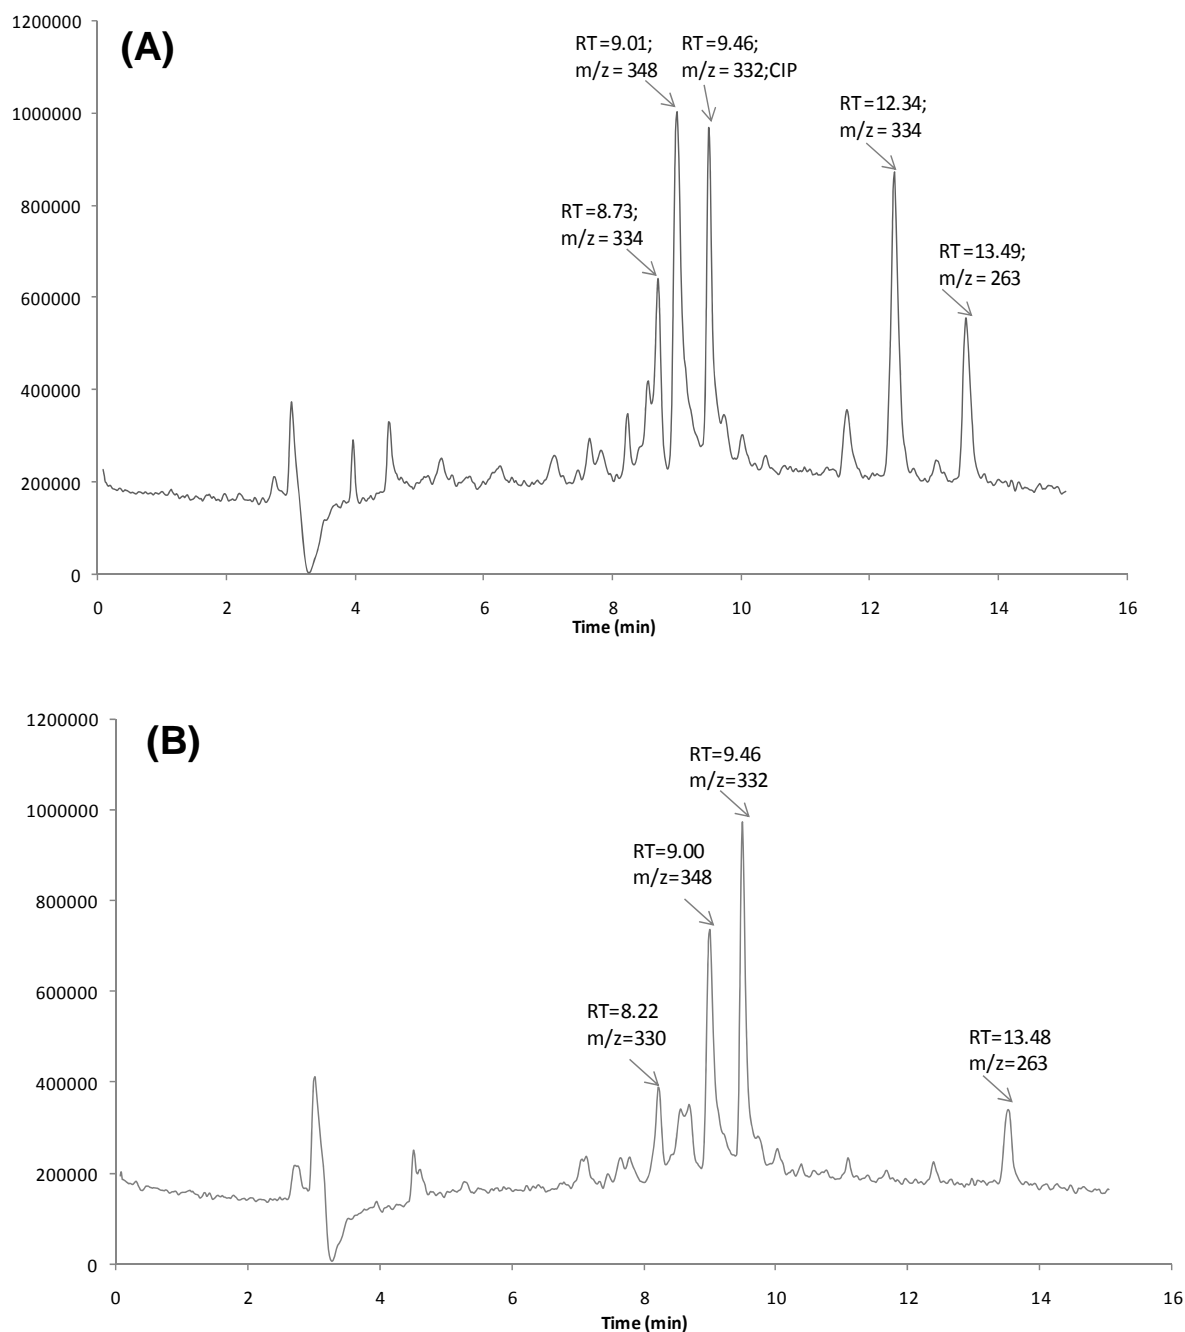 1200000
(A)
RT=9.01;
m/z = 348
RT=9.46;
m/z = 332;CIP
1000000
RT=12.34;
m/z = 334
800000
RT=8.73;
m/z = 334
RT=13.49;
m/z = 263
600000
400000
200000
0
0 2 4 6 8 10 12 14 16
Time (min)
1200000
(B)
RT=9.46
m/z=332
1000000
RT=9.00
m/z=348
800000
600000
RT=8.22
m/z=330
RT=13.48
m/z=263
400000
200000
0
0 2 4 6 8 10 12 14 16
Time (min)